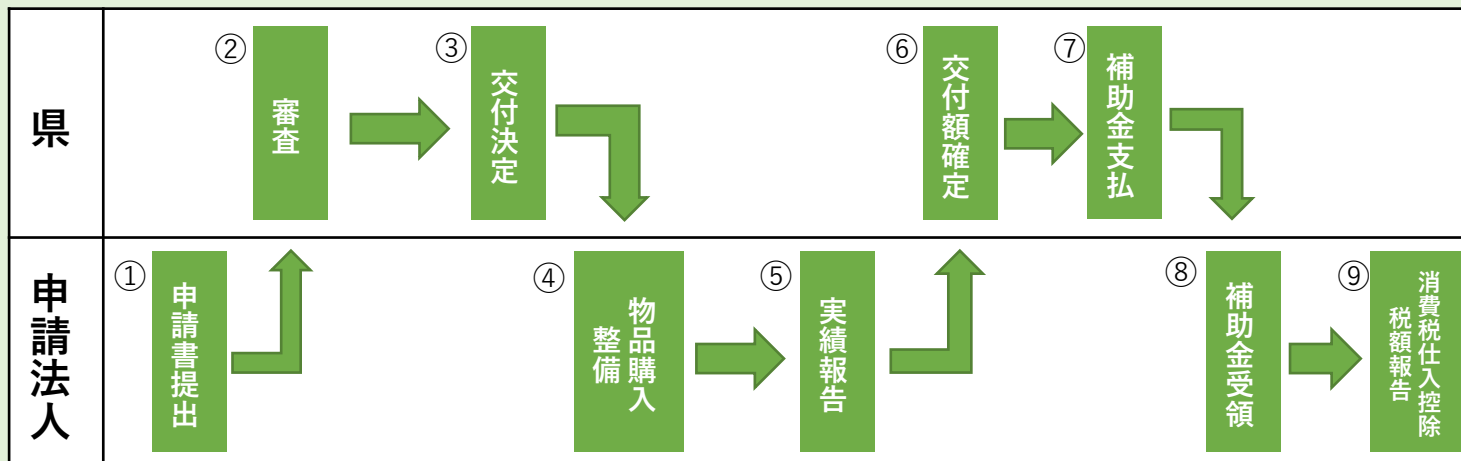 県
②
審査
③
交付決定
⑥
交付額確定
⑦
補助金支払
申請法人
①
申請書提出
④
物品購入
整備
⑤
実績報告
⑧
補助金受領
⑨
消費税仕入控除
税額報告